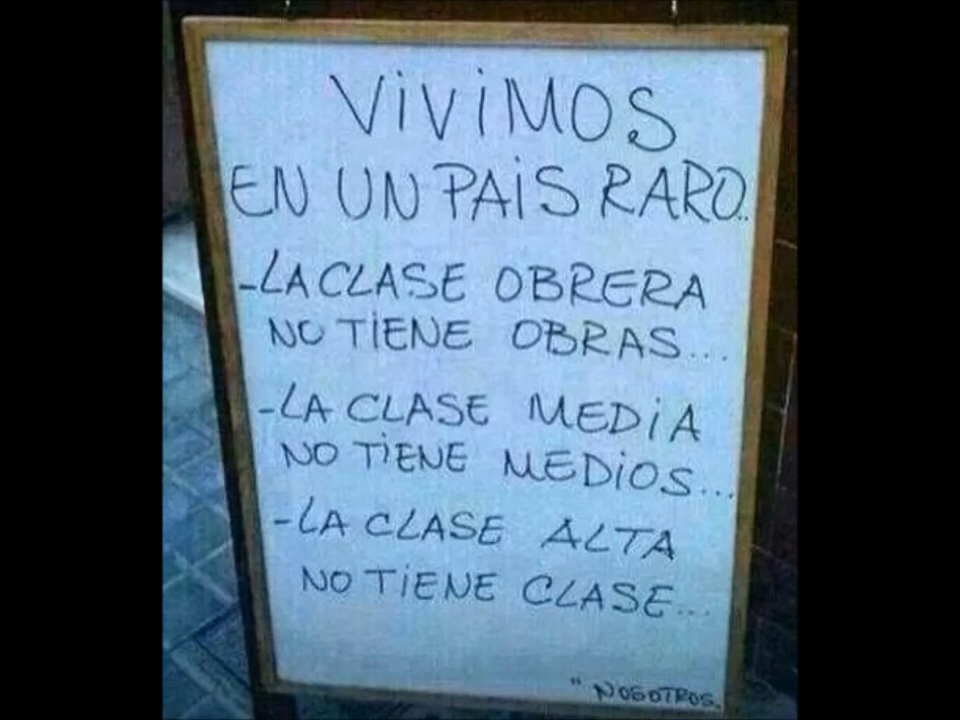 ViViMOS
EN UN PAiS RARO..
-LA CLASE OBRERA
NO TiENE OBRAS...
-LA CLASE MEDiA
NO TiENE MEDiOS...
-LA CLASE ALTA
NO TiENE CLASE...
" NOSOTROS.